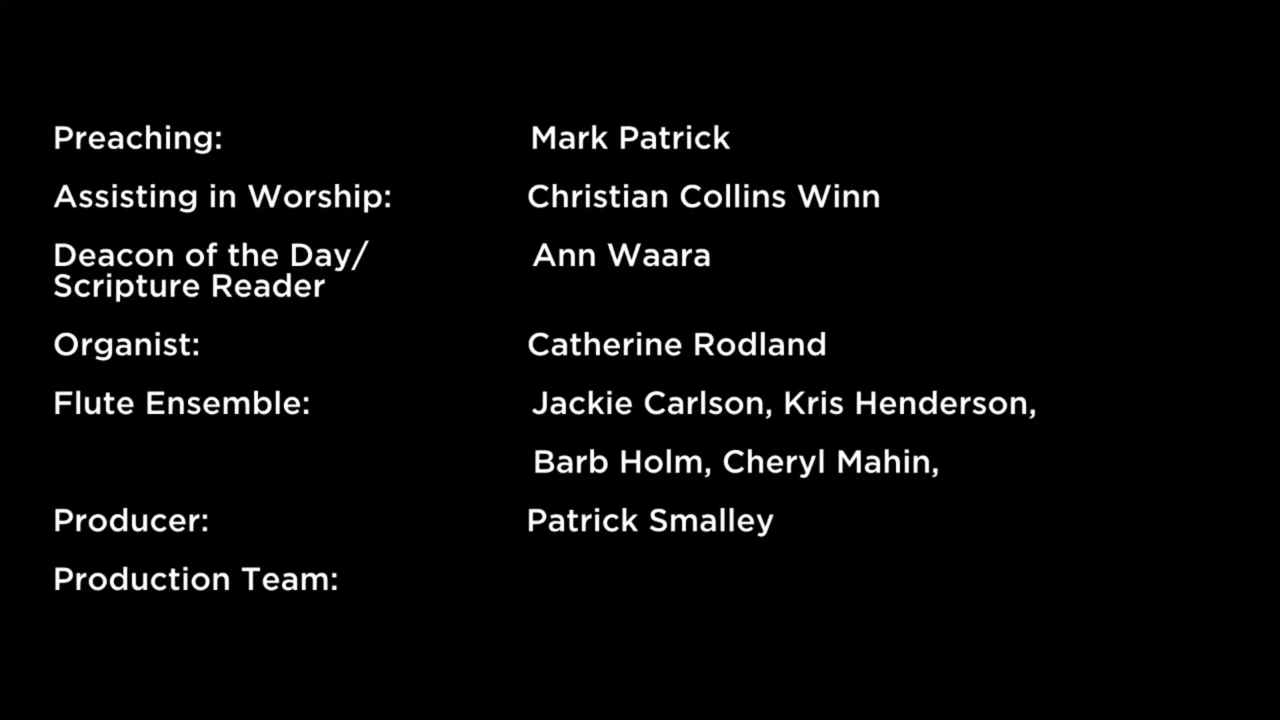 Preaching: Mark Patrick
Assisting in Worship: Christian Collins Winn
Deacon of the Day/ Ann Waara
Scripture Reader
Organist: Catherine Rodland
Flute Ensemble: Jackie Carlson, Kris Henderson,
Barb Holm, Cheryl Mahin,
Producer: Patrick Smalley
Production Team: